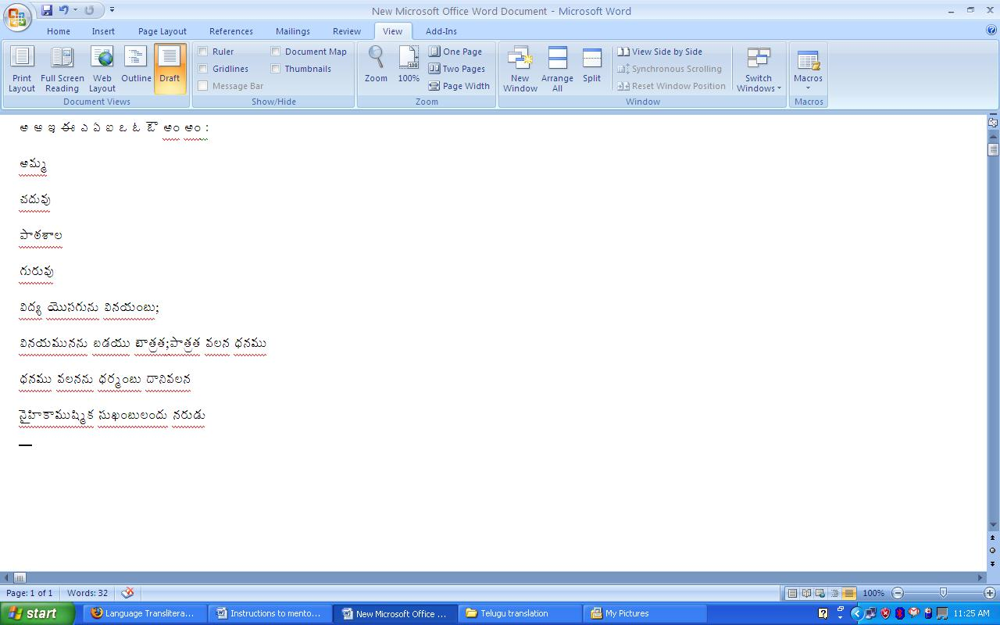 New Microsoft Office Word Document - Microsoft Word
Home Insert Page Layout References Mailings Review View Add-Ins
Print Layout Full Screen Reading Web Layout Outline Draft
Document Views
Ruler Document Map
Gridlines Thumbnails
Message Bar
Show/Hide
Zoom 100% One Page
Two Pages
Page Width
Zoom
New Window Arrange All Split View Side by Side
Synchronous Scrolling
Reset Window Position
Switch Windows
Window
Macros
Macros
అ ఆ ఇ ఈ ఎ ఏ ఐ ఒ ఓ ఔ అం అం :
అమ్మ
చదువు
పాఠశాల
గురువు
విద్య యొసగును వినయంబు;
వినయమునను బడయు బాత్రత;పాత్రత వలన ధనము
ధనము వలనను ధర్మంబు దానివలన
నైహికాముష్మిక సుఖంబులందు నరుడు
Page: 1 of 1 Words: 32 100%
start Language Translitera... Instructions to mento... New Microsoft Office ... Telugu translation My Pictures 11:25 AM